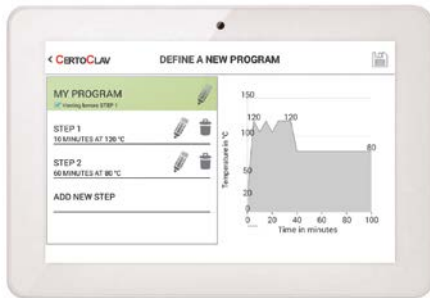 < CERTOCLAV
DEFINE A NEW PROGRAM
MY PROGRAM
STEP 1
10 MINUTES AT 120 °C
STEP 2
60 MINUTES AT 80 °C
ADD NEW STEP
Temperature in °C
150
120 120
100
80
50
20
0
0 20 40 60 80 100
Time in minutes